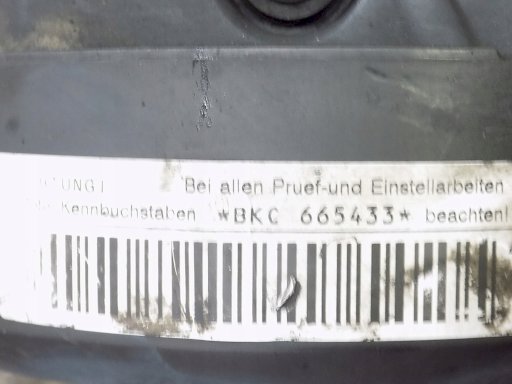 Bei allen Pruef-und Einstellarbeiten
Kennbuchstaben *BKC 665433* beachten!